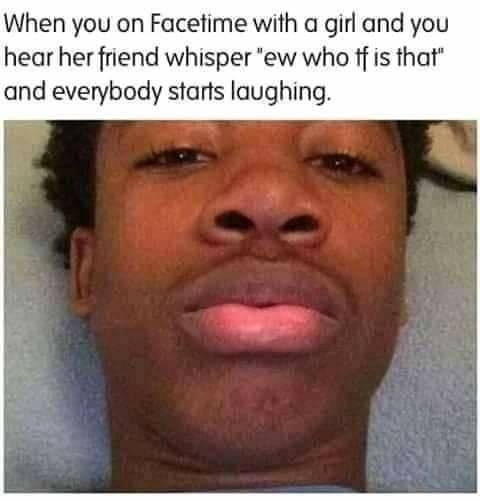 When you on Facetime with a girl and you
hear her friend whisper "ew who tf is that"
and everybody starts laughing.